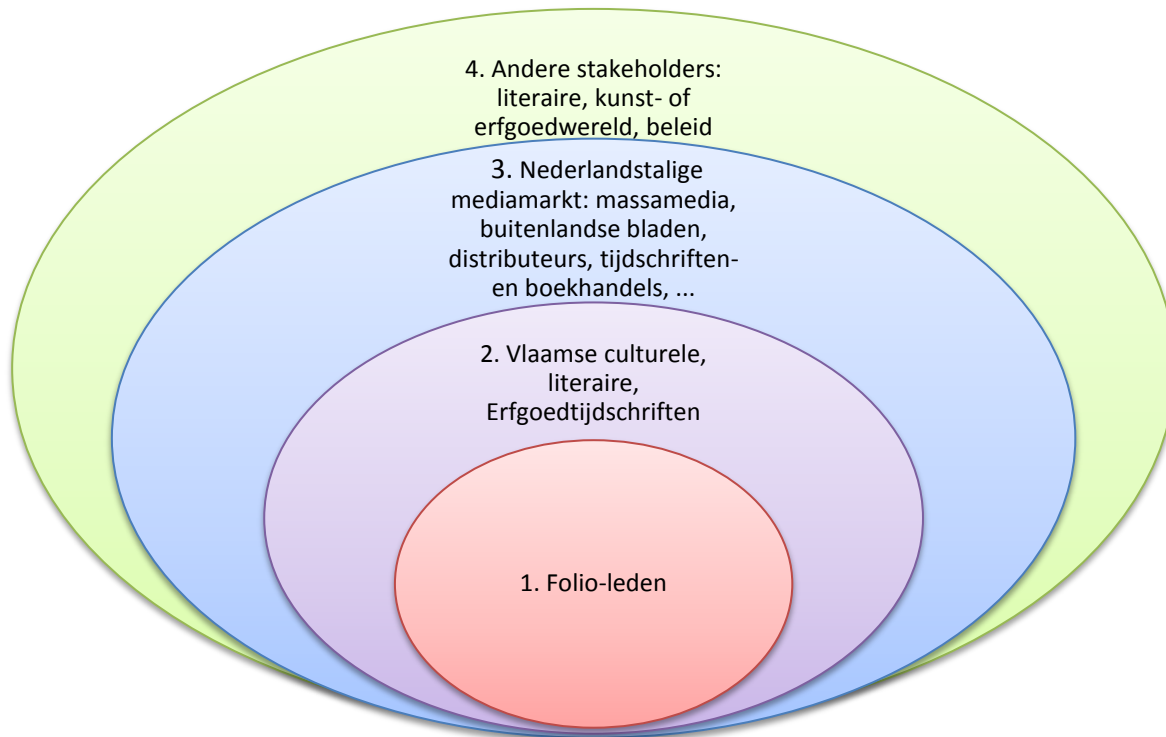 4. Andere stakeholders:
literaire, kunst- of
erfgoedwereld, beleid
3. Nederlandstalige
mediamarkt: massamedia,
buitenlandse bladen,
distributeurs, tijdschriften-
en boekhandels, ...
2. Vlaamse culturele,
literaire,
Erfgoedtijdschriften
1. Folio-leden